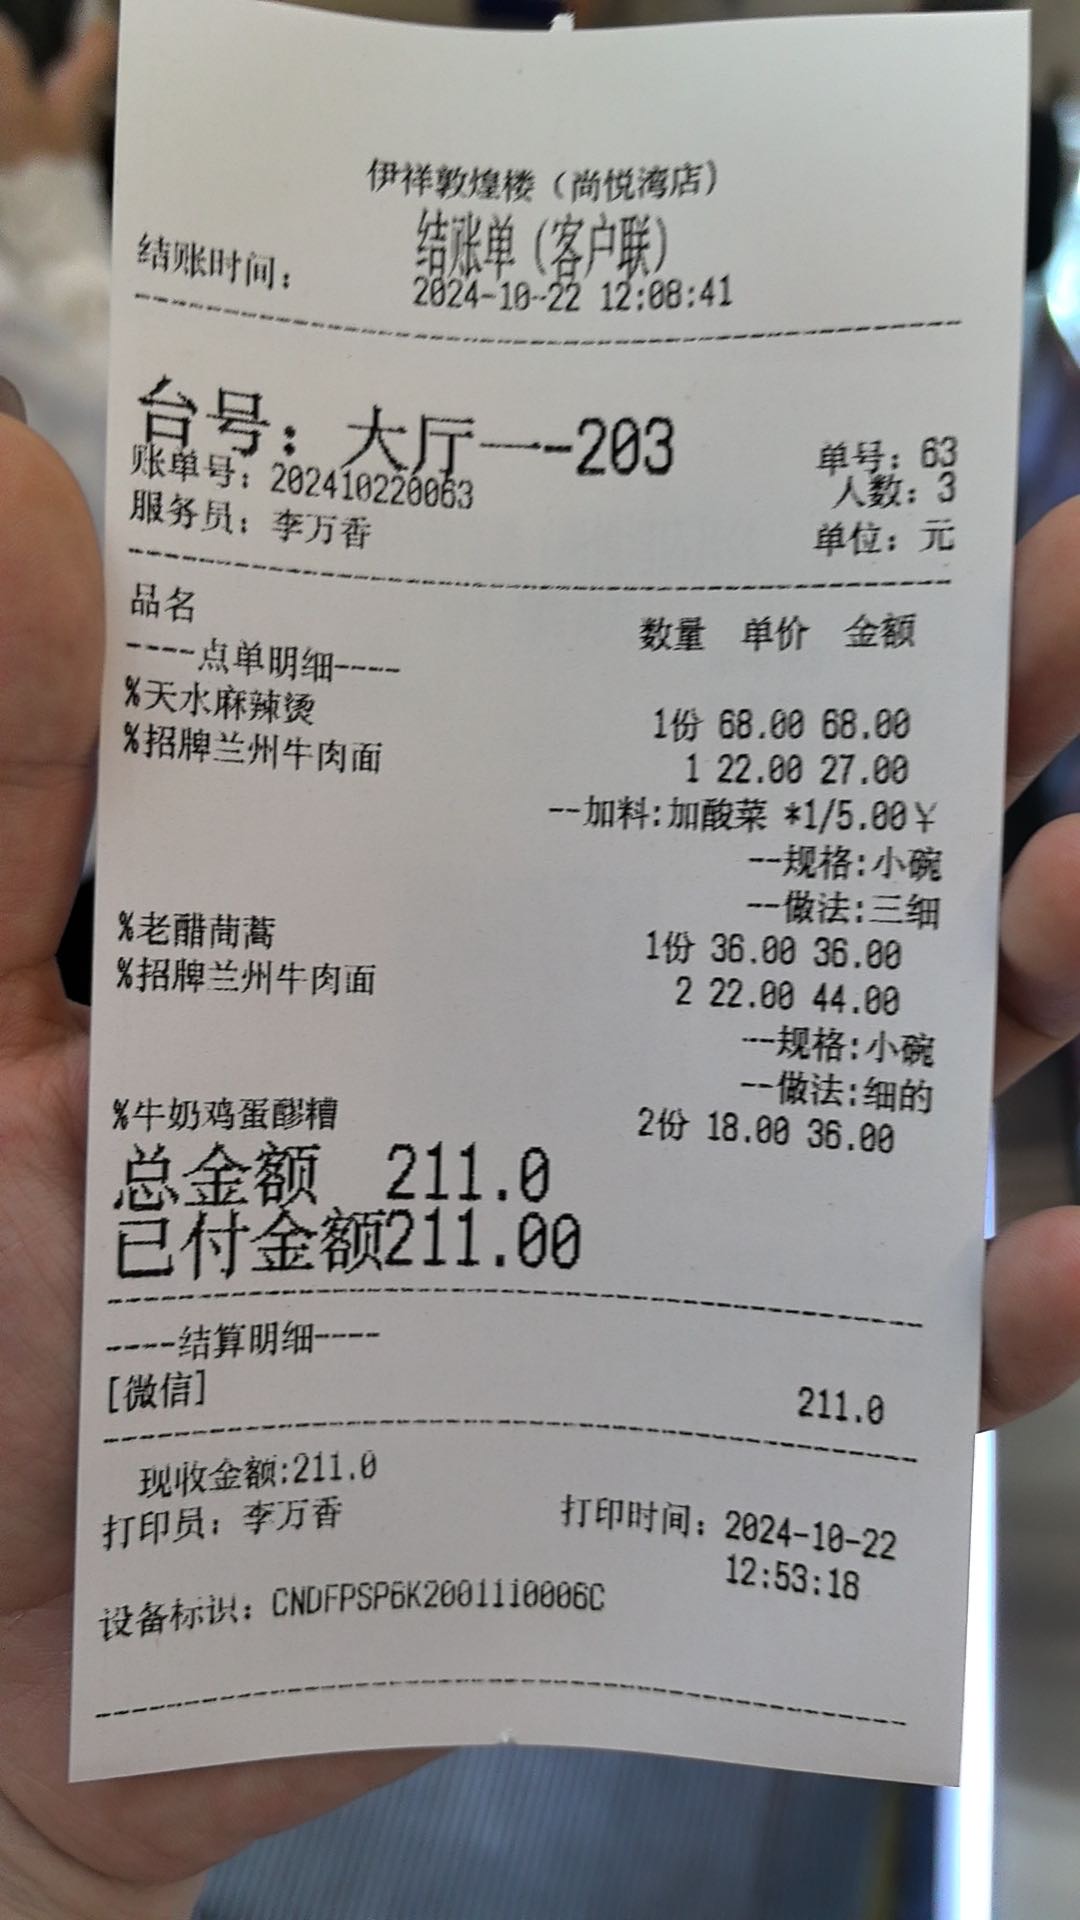 伊祥敦煌楼（尚悦湾店）
结账单（客户联）
结账时间： 2024-10-22 12:08:41
台号：大厅一-203
账单号：202410220063 单号：63
人数：3
服务员：李万香 单位：元
品名 数量 单价 金额
----点单明细----
%天水麻辣烫 1份 68.00 68.00
%招牌兰州牛肉面 1 22.00 27.00
--加料:加酸菜 *1/5.00￥
--规格:小碗
--做法:三细
%老醋茼蒿 1份 36.00 36.00
%招牌兰州牛肉面 2 22.00 44.00
--规格:小碗
--做法:细的
%牛奶鸡蛋醪糟 2份 18.00 36.00
总金额 211.0
已付金额211.00
----结算明细----
[微信] 211.0
现收金额:211.0
打印员：李万香 打印时间：2024-10-22
12:53:18
设备标识：CNDFPSP6K2001110006C